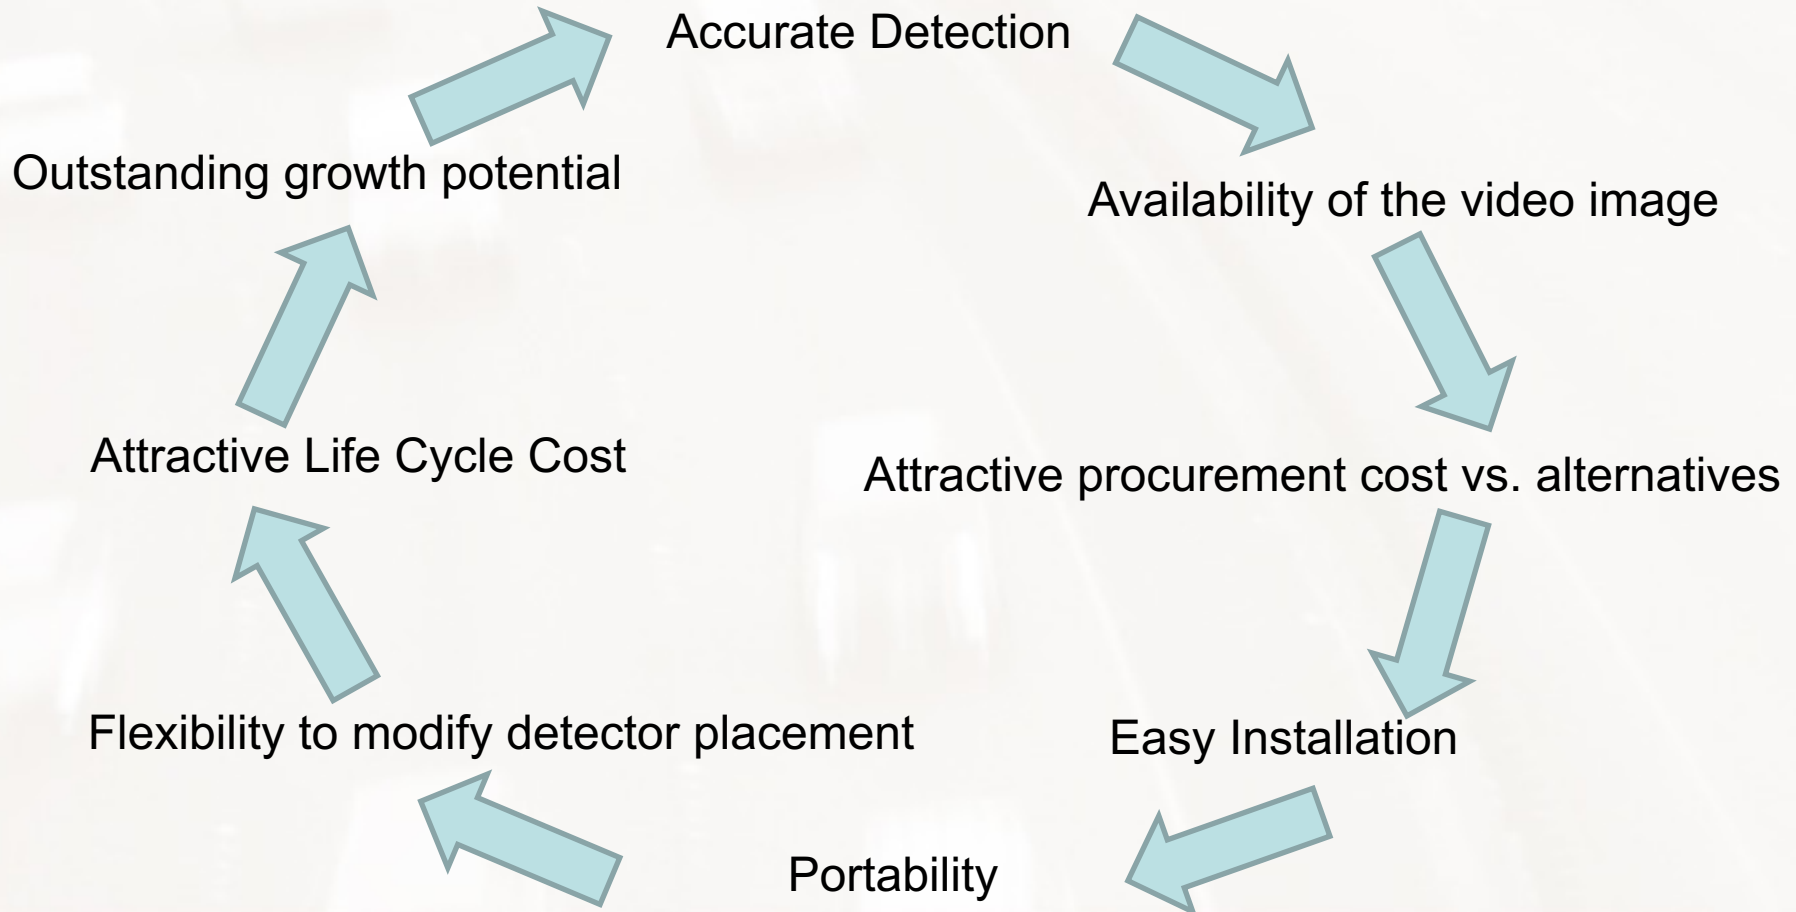 Accurate Detection
Availability of the video image
Attractive procurement cost vs. alternatives
Easy Installation
Portability
Flexibility to modify detector placement
Attractive Life Cycle Cost
Outstanding growth potential